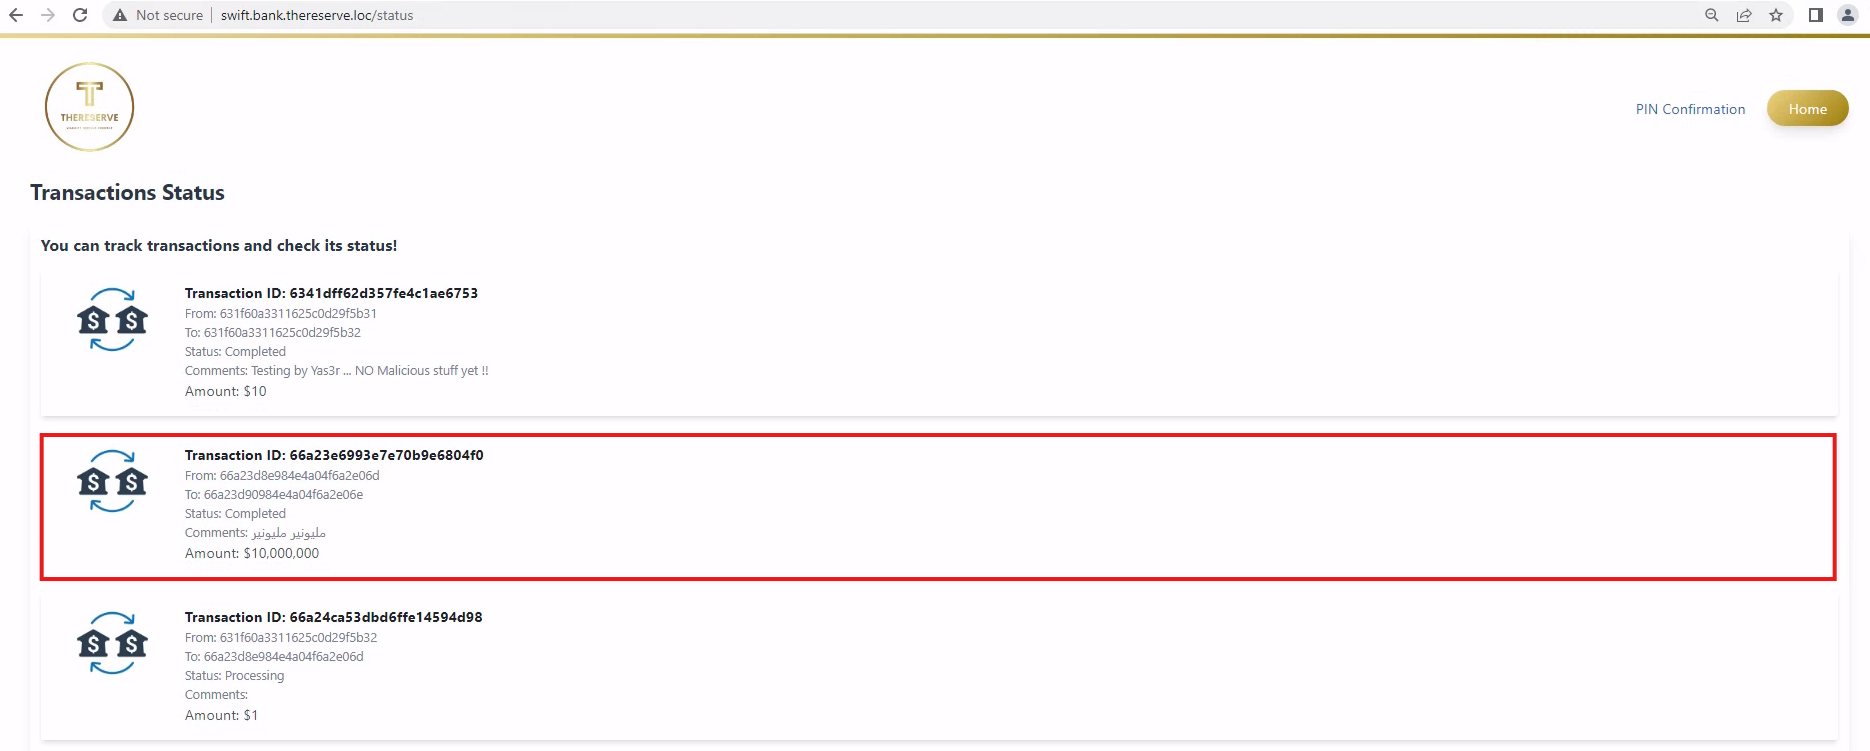 Not secure | swift.bank.thereserve.loc/status
T
THERESERVE
PIN Confirmation
Home
Transactions Status
You can track transactions and check its status!
Transaction ID: 6341dff62d357fe4c1ae6753
From: 631f60a3311625c0d29f5b31
To: 631f60a3311625c0d29f5b32
Status: Completed
Comments: Testing by Yas3r ... NO Malicious stuff yet !!
Amount: $10
Transaction ID: 66a23e6993e7e70b9e6804f0
From: 66a23d8e984e4a04f6a2e06d
To: 66a23d90984e4a04f6a2e06e
Status: Completed
Comments: مليونير مليونير
Amount: $10,000,000
Transaction ID: 66a24ca53dbd6ffe14594d98
From: 631f60a3311625c0d29f5b32
To: 66a23d8e984e4a04f6a2e06d
Status: Processing
Comments:
Amount: $1